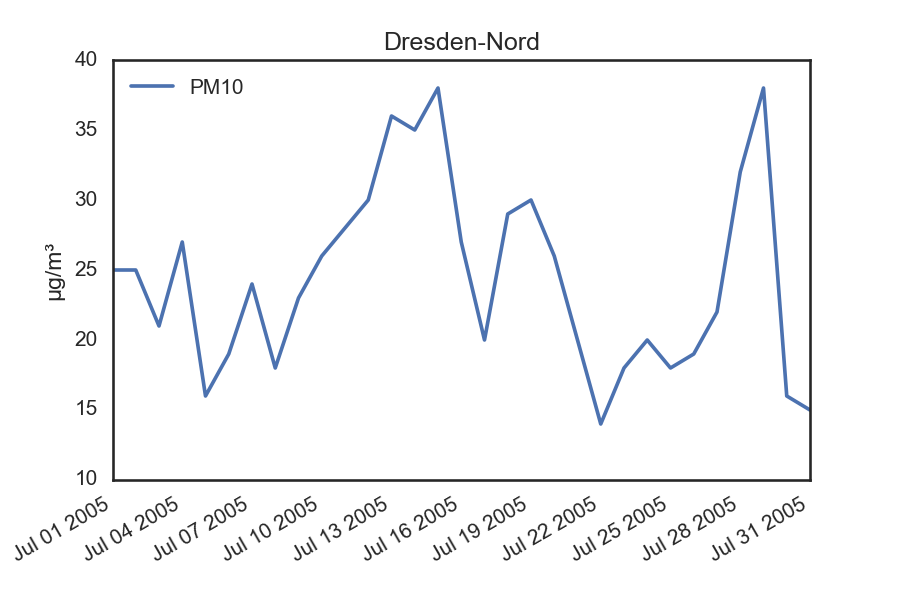 Dresden-Nord
40
35
30
25
20
15
10
µg/m³
PM10
Jul 01 2005
Jul 04 2005
Jul 07 2005
Jul 10 2005
Jul 13 2005
Jul 16 2005
Jul 19 2005
Jul 22 2005
Jul 25 2005
Jul 28 2005
Jul 31 2005